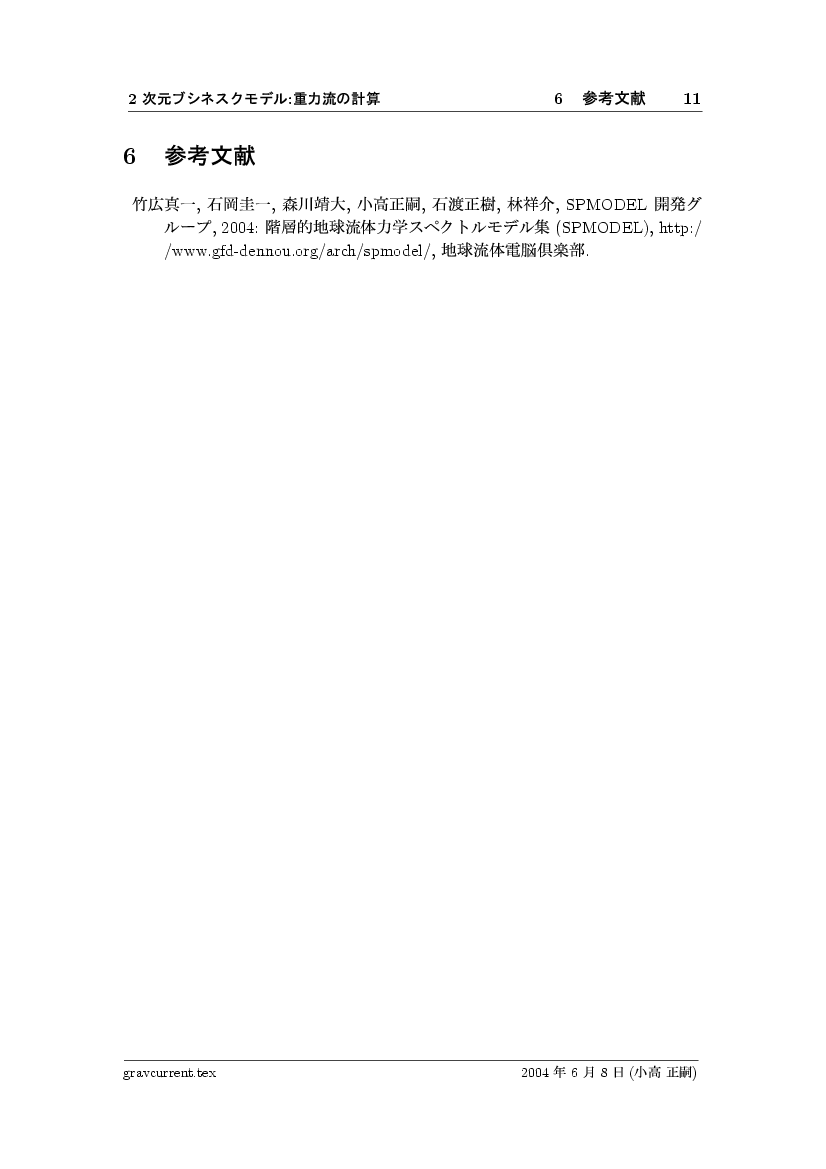 2 次元ブシネスクモデル:重力流の計算 6 参考文献 11
6 参考文献
竹広真一, 石岡圭一, 森川靖大, 小高正嗣, 石渡正樹, 林祥介, SPMODEL 開発グ
ループ, 2004: 階層的地球流体力学スペクトルモデル集 (SPMODEL), http:/
/www.gfd-dennou.org/arch/spmodel/, 地球流体電脳倶楽部.
gravcurrent.tex 2004 年 6 月 8 日 (小高 正嗣)